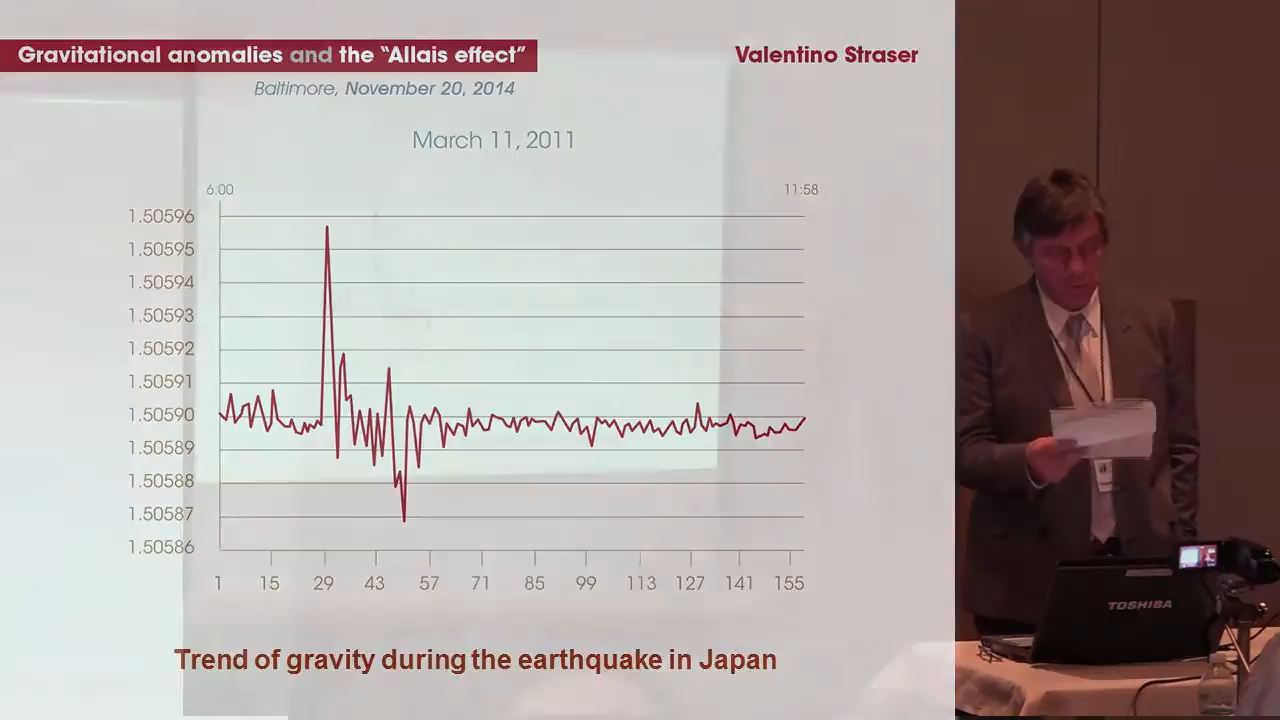 Gravitational anomalies and the “Allais effect”
Valentino Straser
Baltimore, November 20, 2014
March 11, 2011
6:00
11:58
1.50596
1.50595
1.50594
1.50593
1.50592
1.50591
1.50590
1.50589
1.50588
1.50587
1.50586
1 15 29 43 57 71 85 99 113 127 141 155
Trend of gravity during the earthquake in Japan
TOSHIBA